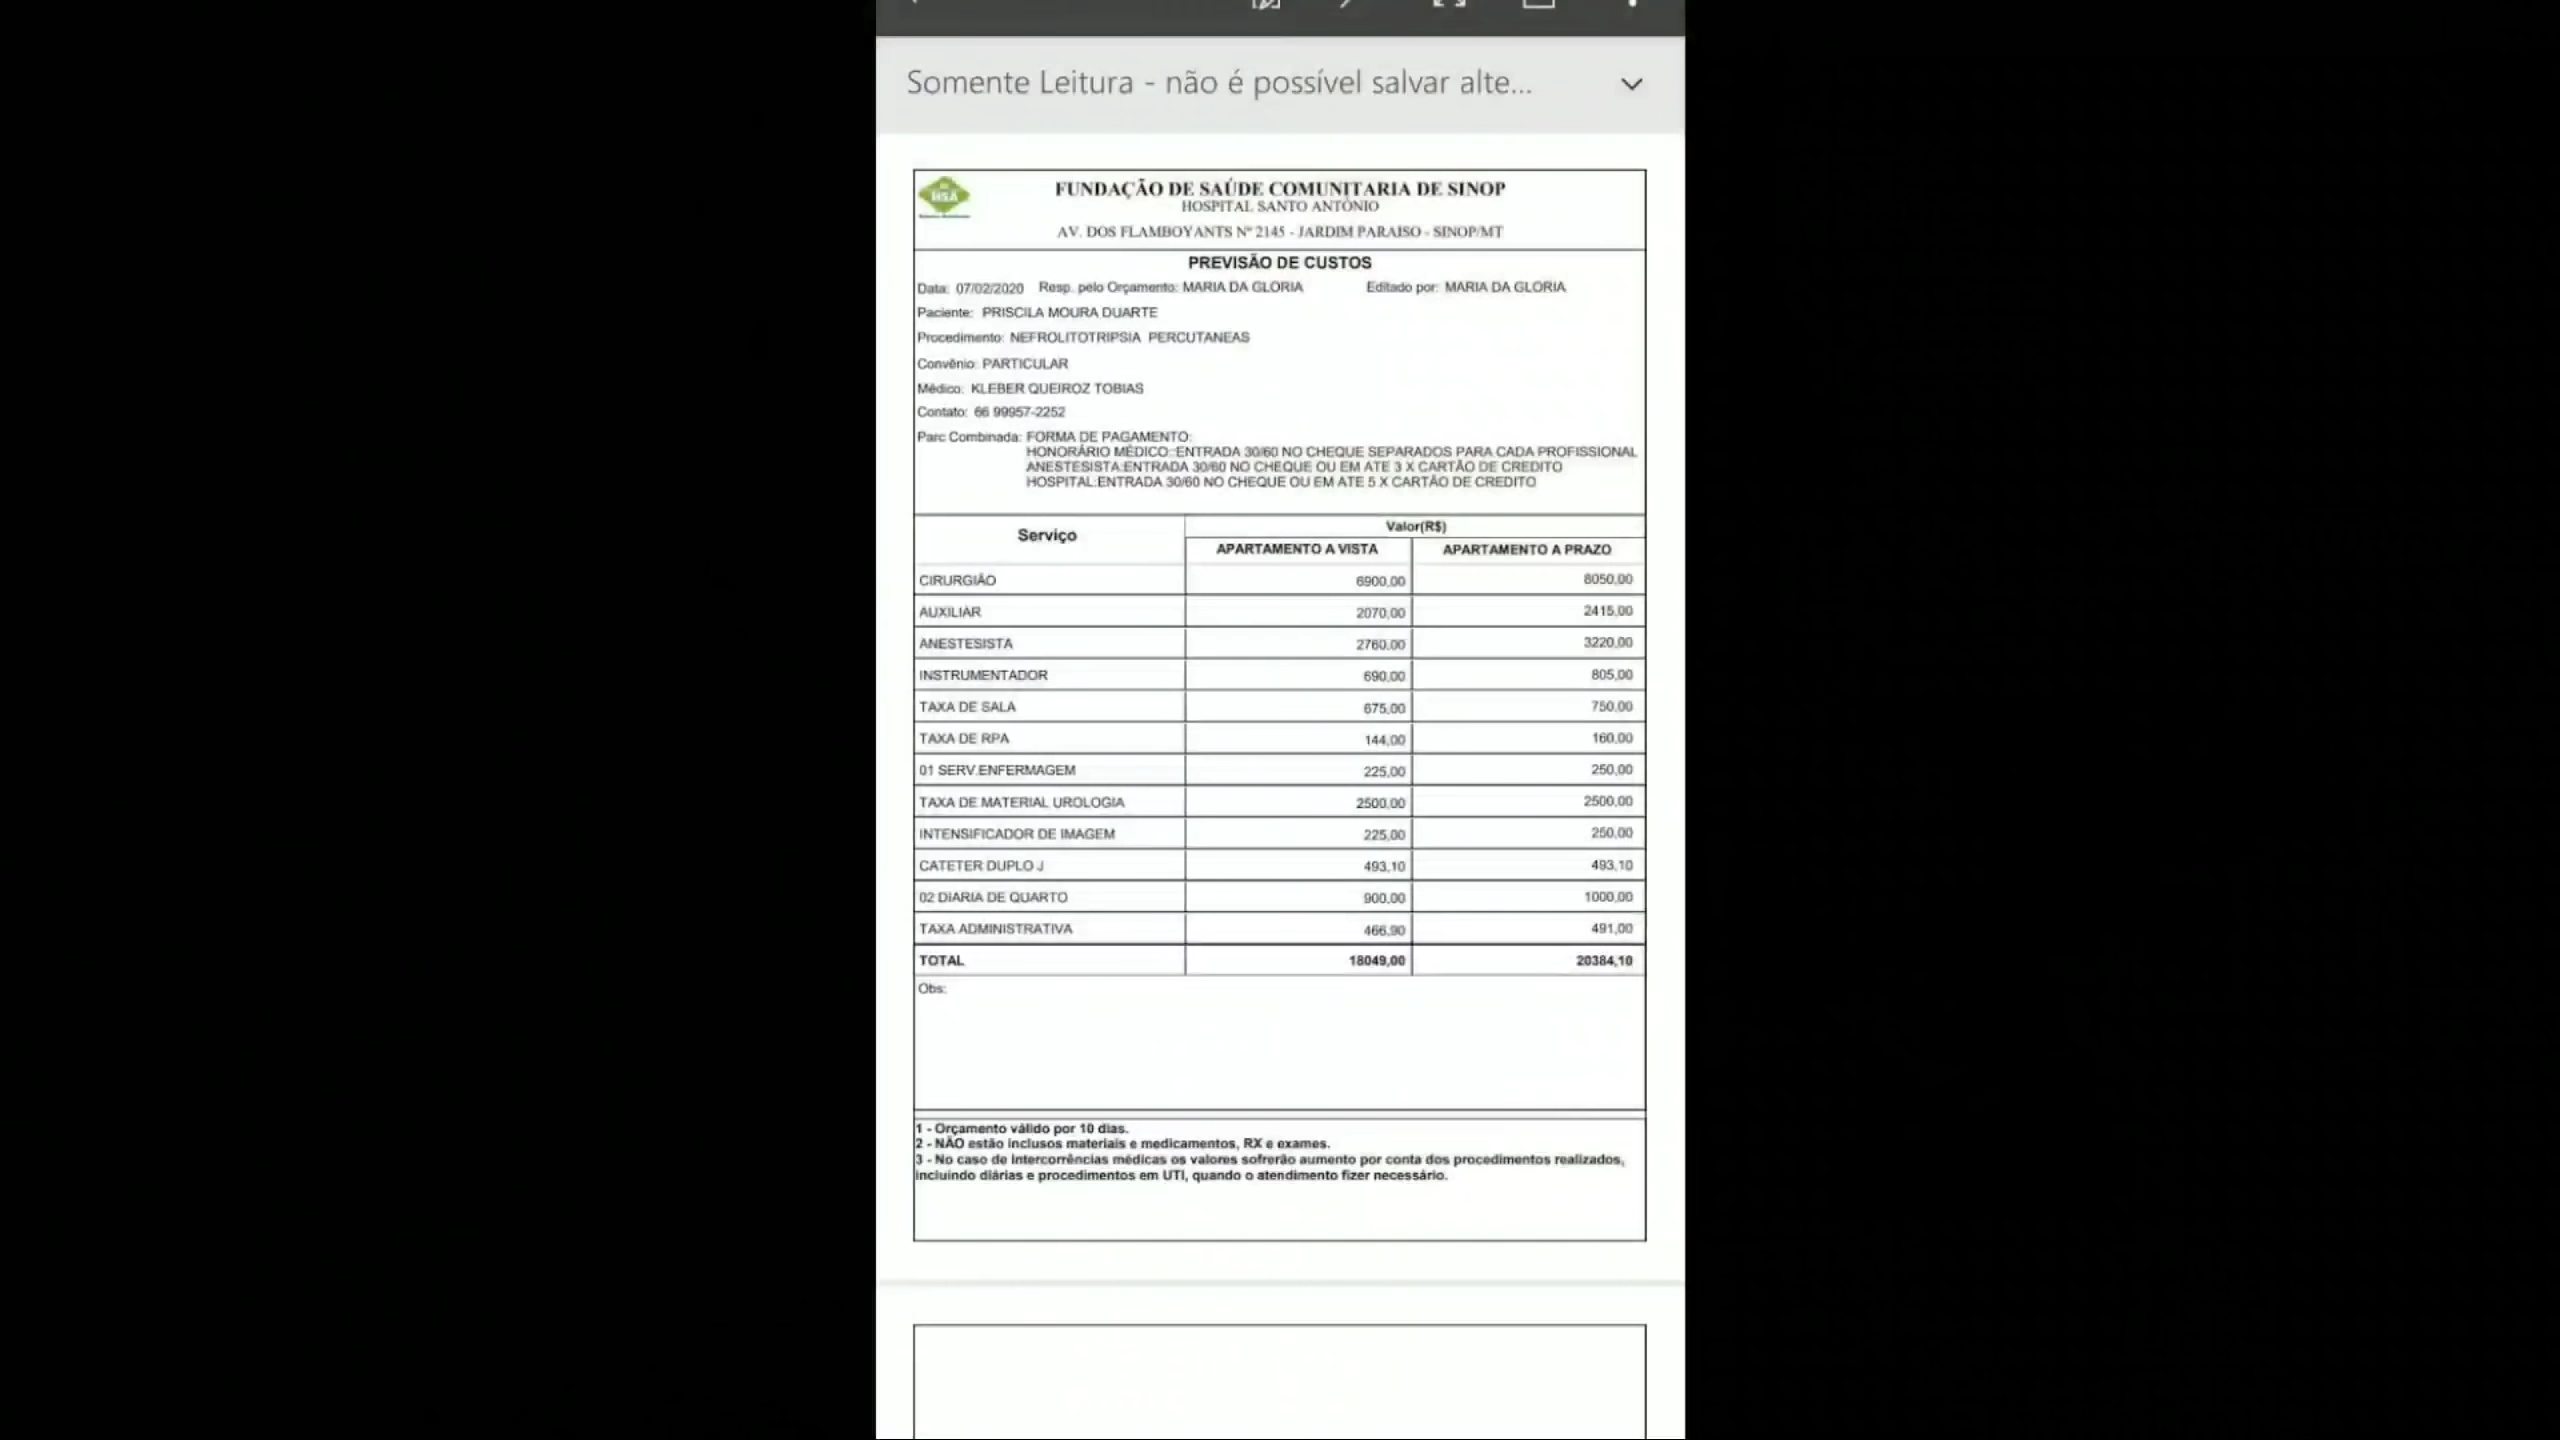 Somente Leitura - não é possível salvar alte...
HSA
FUNDAÇÃO DE SAÚDE COMUNITARIA DE SINOP
HOSPITAL SANTO ANTÔNIO
AV. DOS FLAMBOYANTS Nº 2145 - JARDIM PARAISO - SINOP/MT
PREVISÃO DE CUSTOS
Data: 07/02/2020 Resp. pelo Orçamento: MARIA DA GLORIA Editado por: MARIA DA GLORIA
Paciente: PRISCILA MOURA DUARTE
Procedimento: NEFROLITOTRIPSIA PERCUTANEAS
Convênio: PARTICULAR
Médico: KLEBER QUEIROZ TOBIAS
Contato: 66 99957-2252
Parc Combinada: FORMA DE PAGAMENTO:
HONORÁRIO MÉDICO::ENTRADA 30/60 NO CHEQUE SEPARADOS PARA CADA PROFISSIONAL
ANESTESISTA:ENTRADA 30/60 NO CHEQUE OU EM ATE 3 X CARTÃO DE CREDITO
HOSPITAL:ENTRADA 30/60 NO CHEQUE OU EM ATE 5 X CARTÃO DE CREDITO
Serviço Valor(R$)
APARTAMENTO A VISTA APARTAMENTO A PRAZO
CIRURGIÃO 6900,00 8050,00
AUXILIAR 2070,00 2415,00
ANESTESISTA 2760,00 3220,00
INSTRUMENTADOR 690,00 805,00
TAXA DE SALA 675,00 750,00
TAXA DE RPA 144,00 160,00
01 SERV.ENFERMAGEM 225,00 250,00
TAXA DE MATERIAL UROLOGIA 2500,00 2500,00
INTENSIFICADOR DE IMAGEM 225,00 250,00
CATETER DUPLO J 493,10 493,10
02 DIARIA DE QUARTO 900,00 1000,00
TAXA ADMINISTRATIVA 466,90 491,00
TOTAL 18049,00 20384,10
Obs:
1 - Orçamento válido por 10 dias.
2 - NÃO estão inclusos materiais e medicamentos, RX e exames.
3 - No caso de intercorrências médicas os valores sofrerão aumento por conta dos procedimentos realizados,
incluindo diárias e procedimentos em UTI, quando o atendimento fizer necessário.